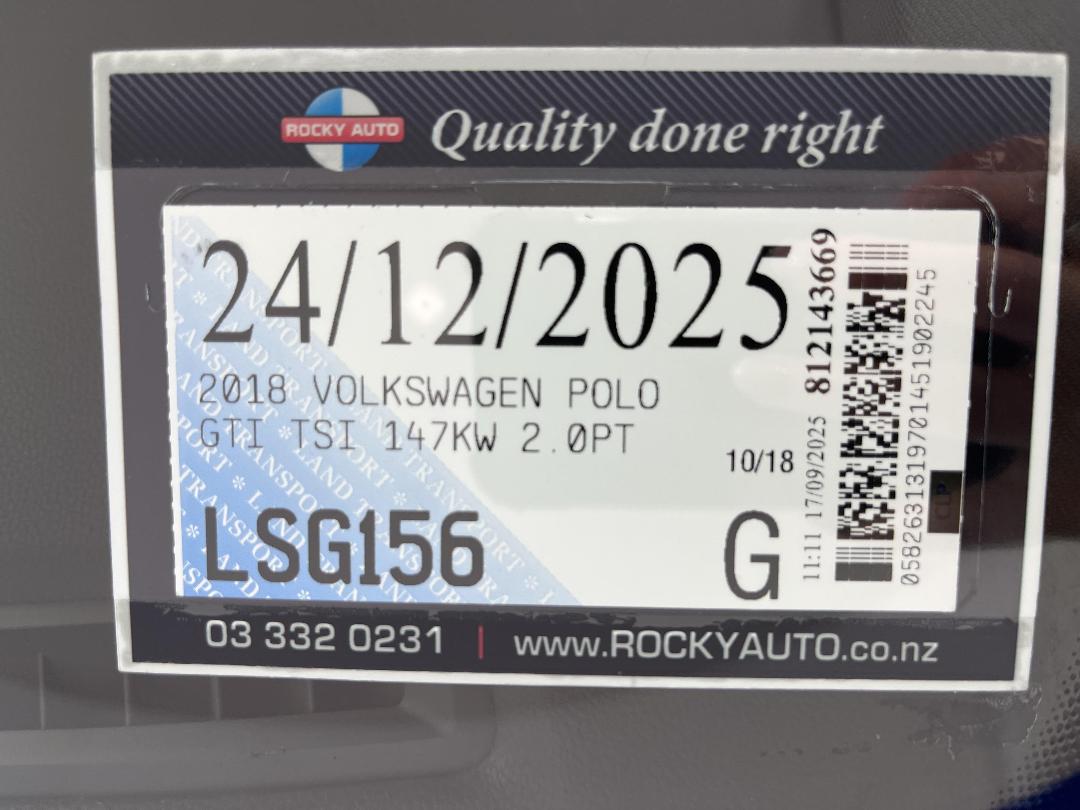 ROCKY AUTO
Quality done right
24/12/2025
2018 VOLKSWAGEN POLO
GTI TSI 147KW 2.0PT
10/18
LSG156
G
11:11 17/09/2025 812143669
0582631319701451902245
03 332 0231 | www.ROCKYAUTO.co.nz